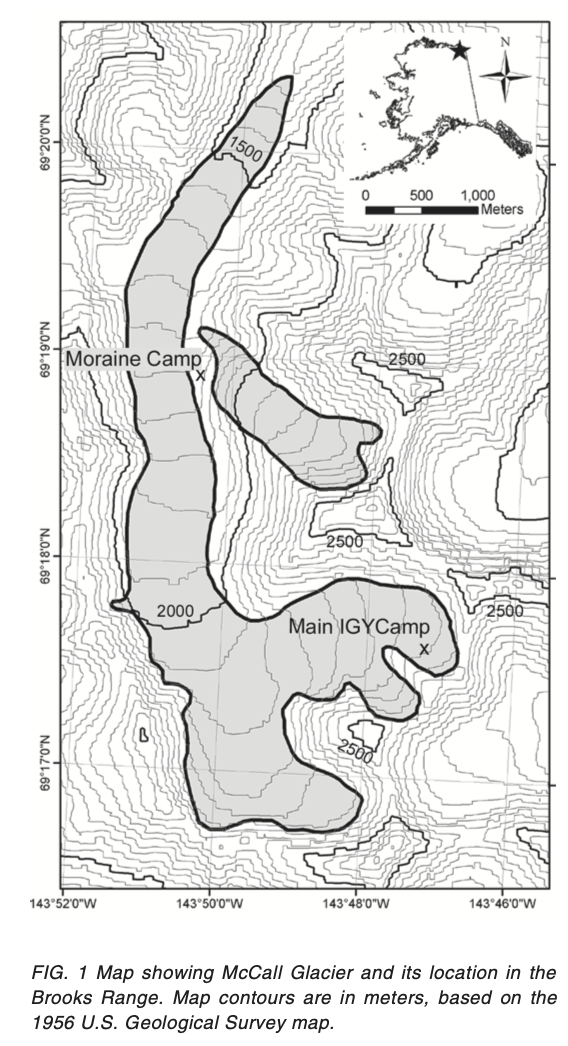 N
0 500 1,000
Meters
69°20'0"N
1500
69°19'0"N
Moraine Camp
x
2500
2500
69°18'0"N
2000
2500
Main IGYCamp
x
2500
69°17'0"N
143°52'0"W 143°50'0"W 143°48'0"W 143°46'0"W
FIG. 1 Map showing McCall Glacier and its location in the
Brooks Range. Map contours are in meters, based on the
1956 U.S. Geological Survey map.